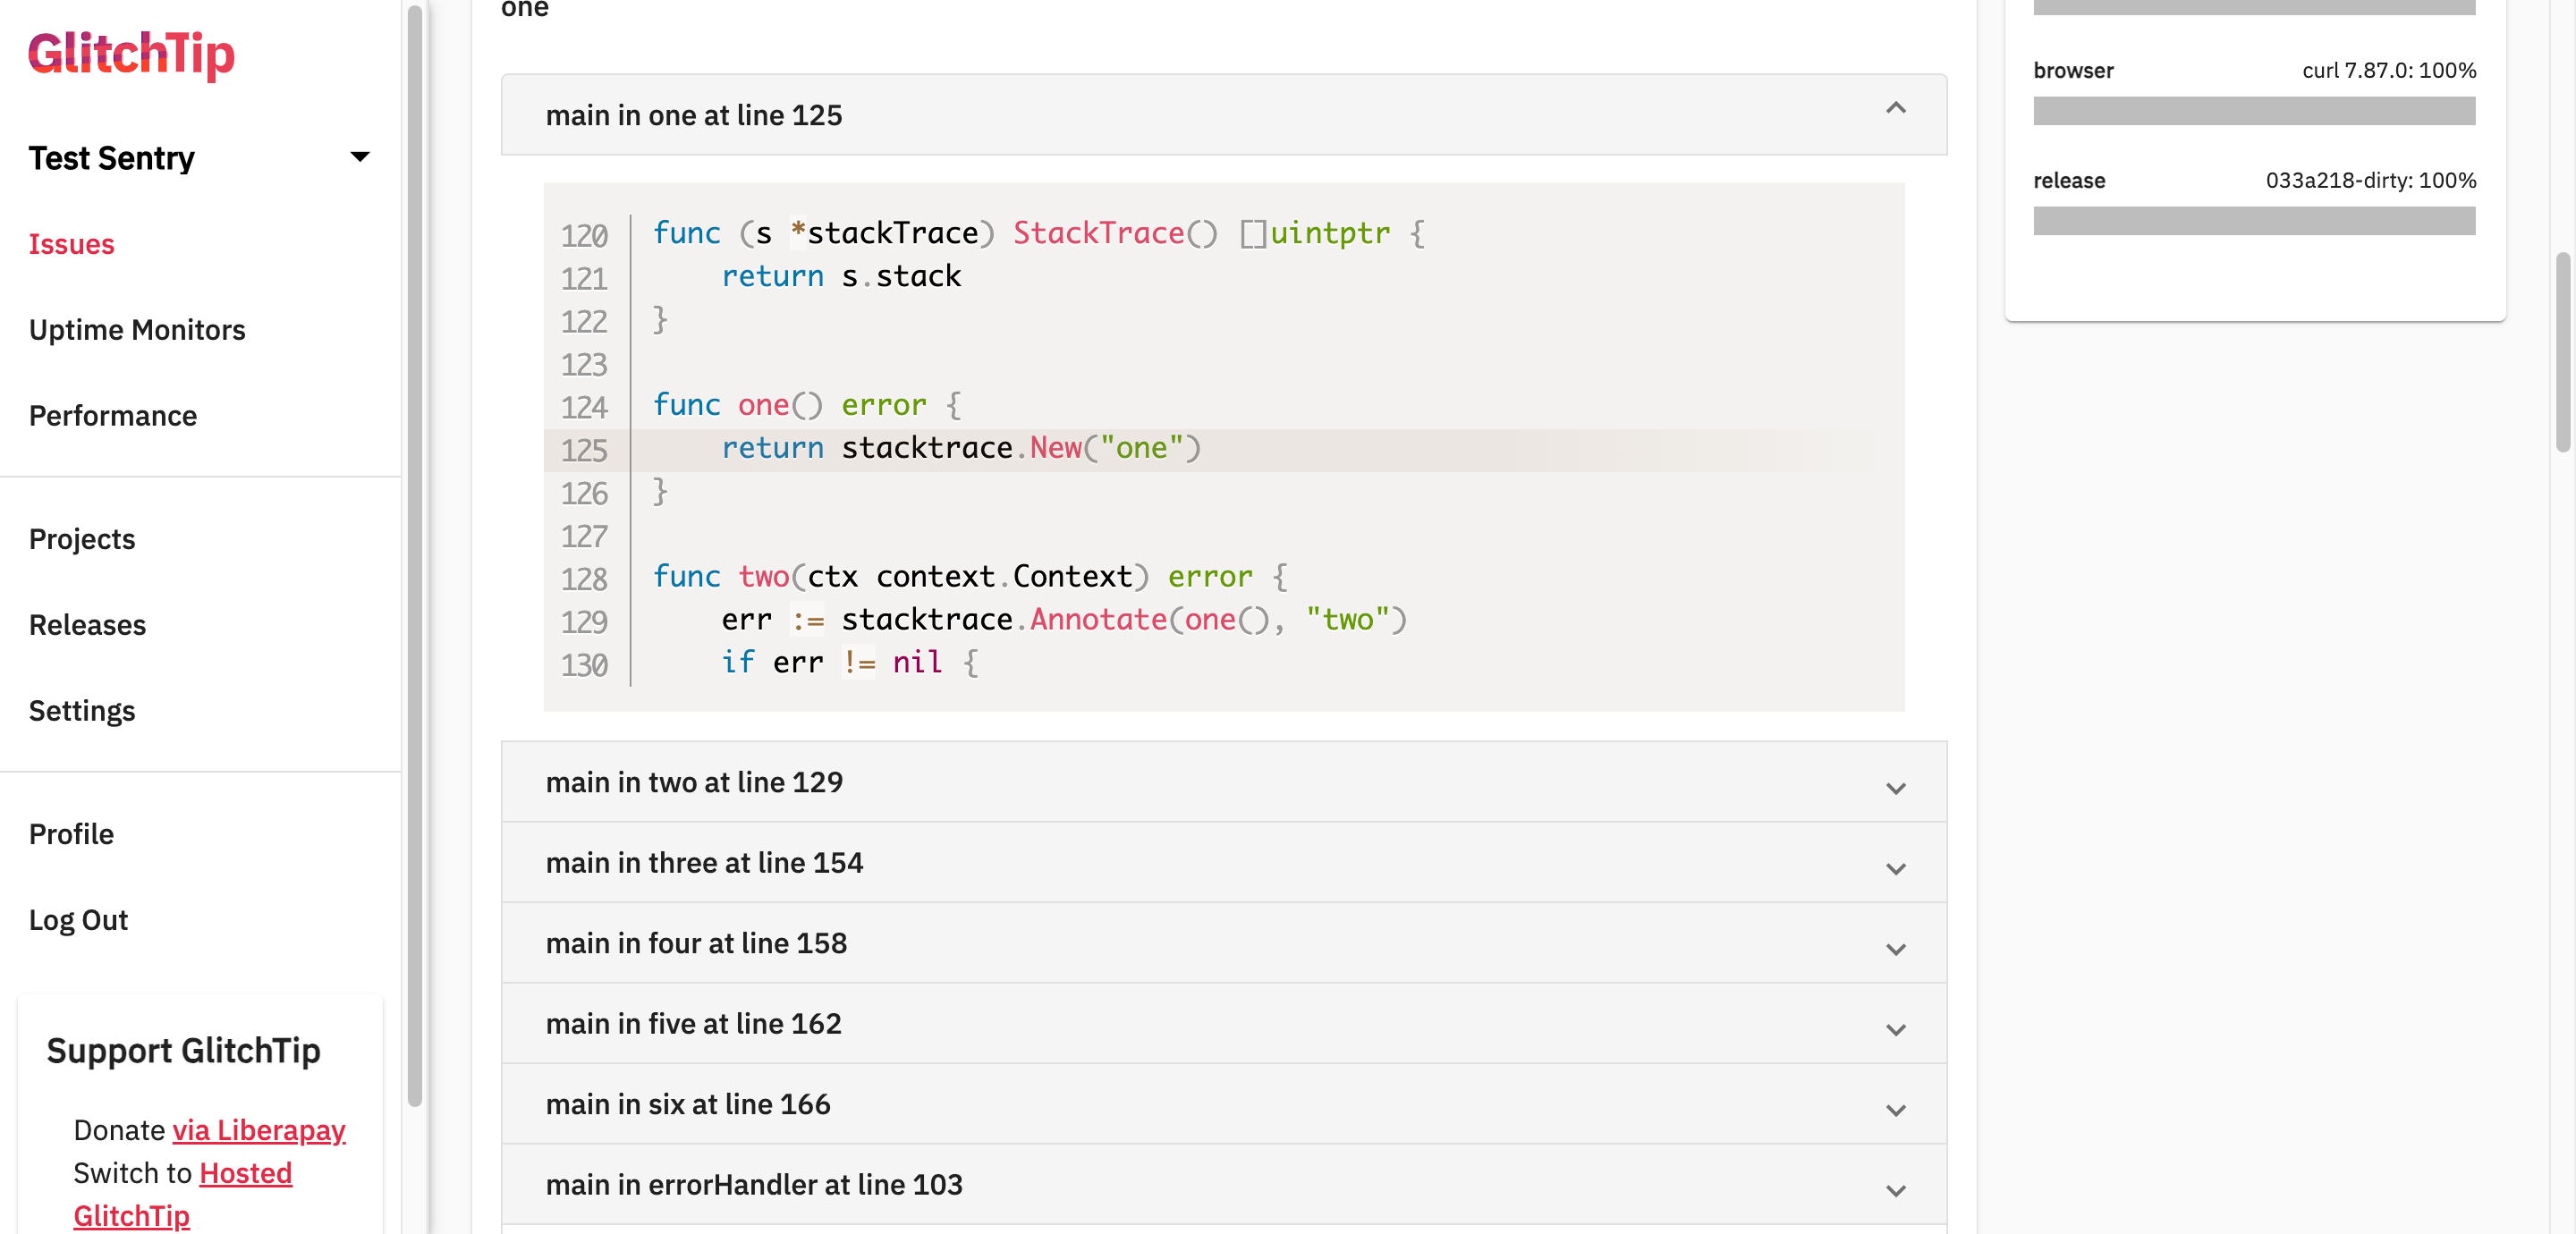 GlitchTip
Test Sentry
Issues
Uptime Monitors
Performance
Projects
Releases
Settings
Profile
Log Out
Support GlitchTip
Donate via Liberapay
Switch to Hosted
GlitchTip
one
main in one at line 125
120 func (s *stackTrace) StackTrace() []uintptr {
121     return s.stack
122 }
123
124 func one() error {
125     return stacktrace.New("one")
126 }
127
128 func two(ctx context.Context) error {
129     err := stacktrace.Annotate(one(), "two")
130     if err != nil {
main in two at line 129
main in three at line 154
main in four at line 158
main in five at line 162
main in six at line 166
main in errorHandler at line 103
browser curl 7.87.0: 100%
release 033a218-dirty: 100%